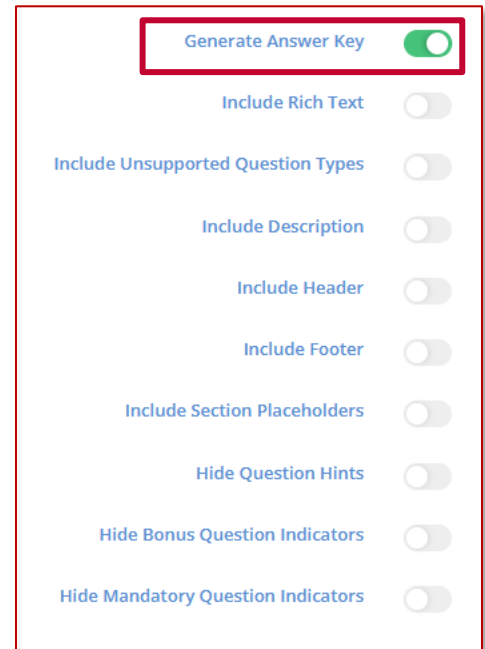 Generate Answer Key
Include Rich Text
Include Unsupported Question Types
Include Description
Include Header
Include Footer
Include Section Placeholders
Hide Question Hints
Hide Bonus Question Indicators
Hide Mandatory Question Indicators